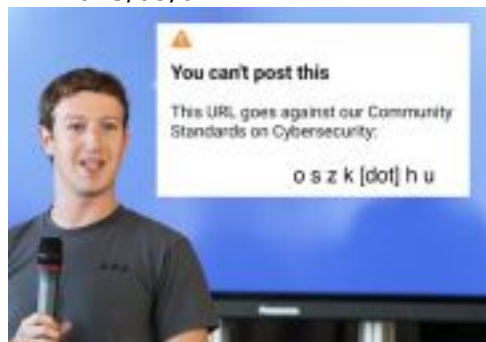 You can't post this
This URL goes against our Community
Standards on Cybersecurity:
o s z k [dot] h u